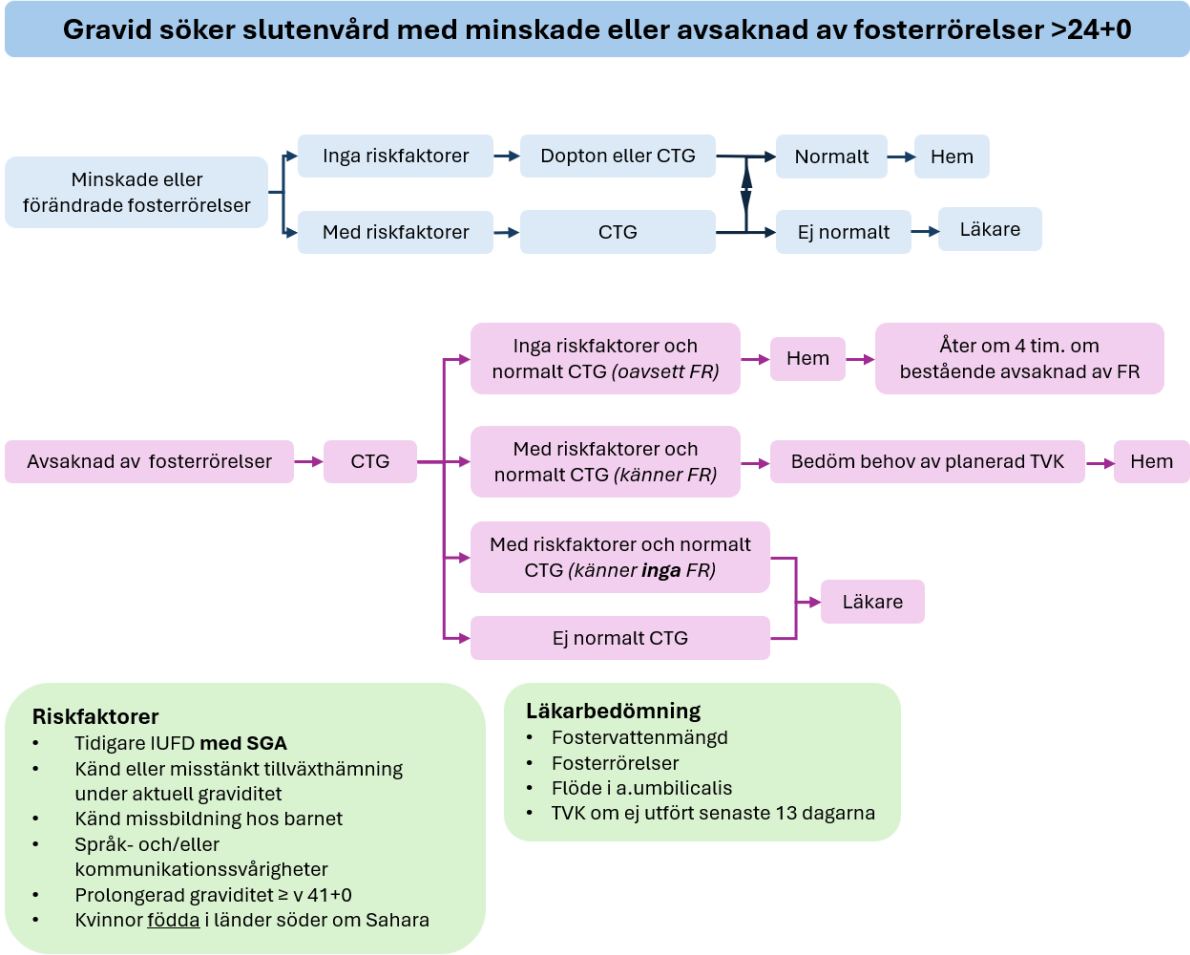 Gravid söker slutenvård med minskade eller avsaknad av fosterrörelser >24+0
Minskade eller
förändrade fosterrörelser
Inga riskfaktorer
Dopton eller CTG
Normalt
Hem
Med riskfaktorer
CTG
Ej normalt
Läkare
Avsaknad av fosterrörelser
CTG
Inga riskfaktorer och
normalt CTG (oavsett FR)
Hem
Åter om 4 tim. om
bestående avsaknad av FR
Med riskfaktorer och
normalt CTG (känner FR)
Bedöm behov av planerad TVK
Hem
Med riskfaktorer och normalt
CTG (känner inga FR)
Ej normalt CTG
Läkare
Riskfaktorer
• Tidigare IUFD med SGA
• Känd eller misstänkt tillväxthämning
under aktuell graviditet
• Känd missbildning hos barnet
• Språk- och/eller
kommunikationssvårigheter
• Prolongerad graviditet ≥ v 41+0
• Kvinnor födda i länder söder om Sahara
Läkarbedömning
• Fostervattenmängd
• Fosterrörelser
• Flöde i a.umbilicalis
• TVK om ej utfört senaste 13 dagarna